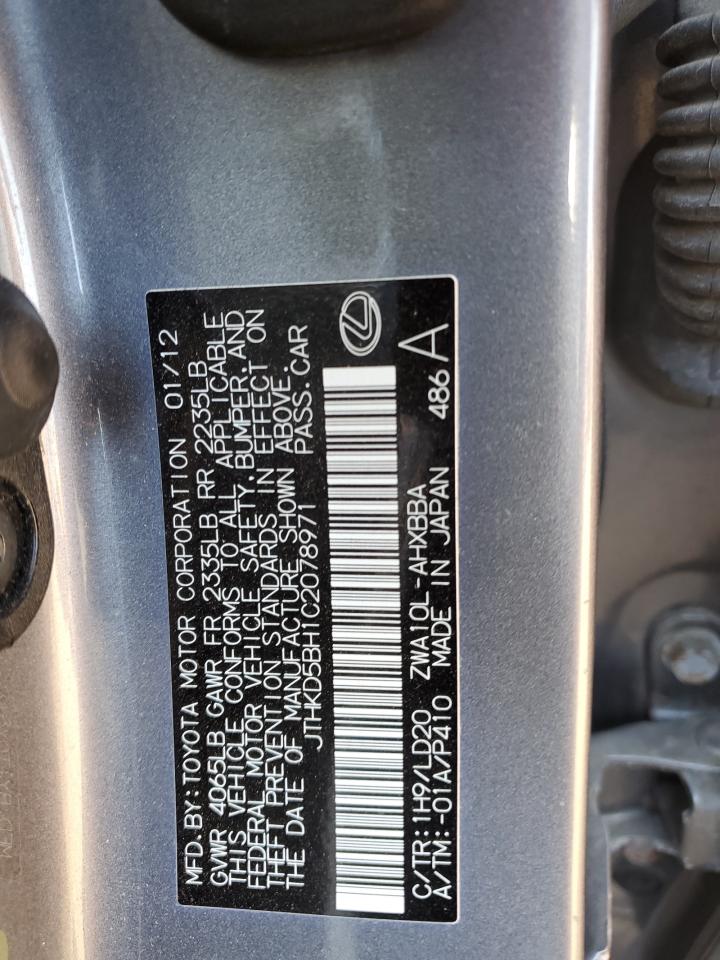 MFD.BY:TOYOTA MOTOR CORPORATION 01/12
GVWR 4065LB GAWR FR 2335LB RR 2235LB
THIS VEHICLE CONFORMS TO ALL APPLICABLE
FEDERAL MOTOR VEHICLE SAFETY,BUMPER,AND
THEFT PREVENTION STANDARDS IN EFFECT ON
THE DATE OF MANUFACTURE SHOWN ABOVE.
JTHKD5BH1C2078971 PASS.CAR
C/TR:1H9/LD20 ZWA10L-AHXBBA
A/TM:-01A/P410 MADE IN JAPAN 486 A